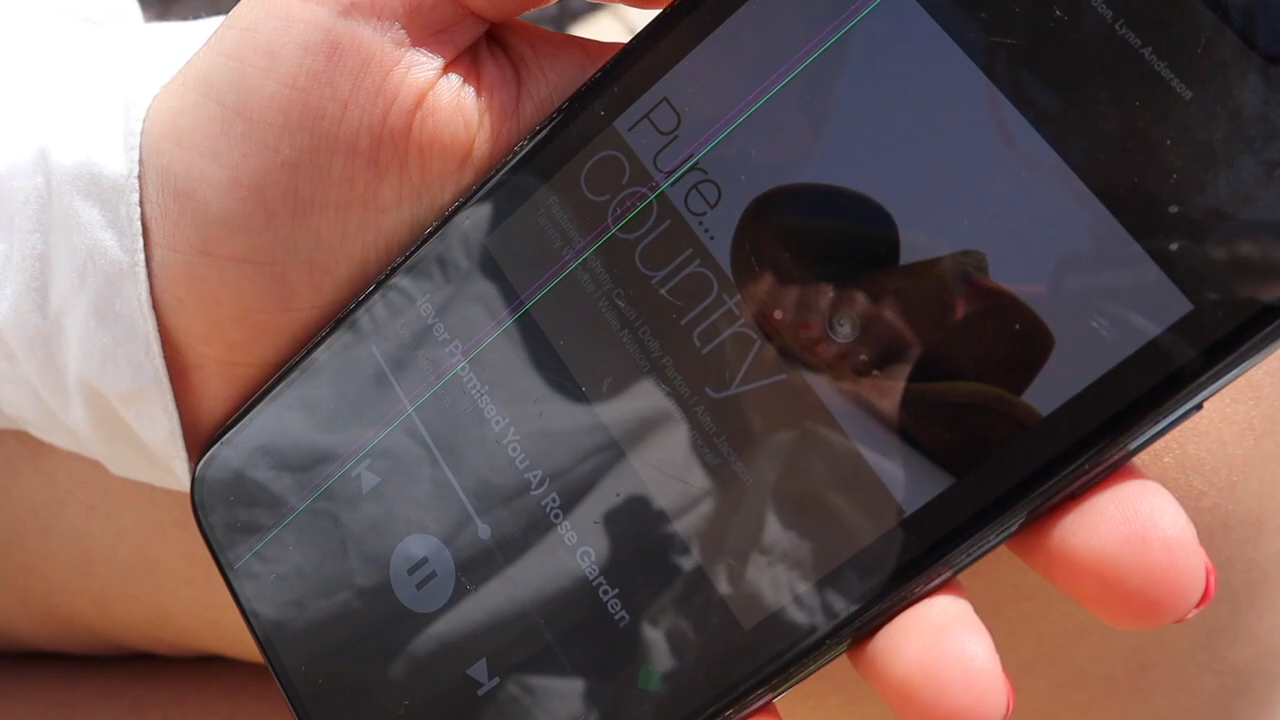 don, Lynn Anderson
Pure...
country
Featuring Johnny Cash | Dolly Parton | Alan Jackson
Tammy Wynette | Willie Nelson and many more!
lever Promised You A) Rose Garden